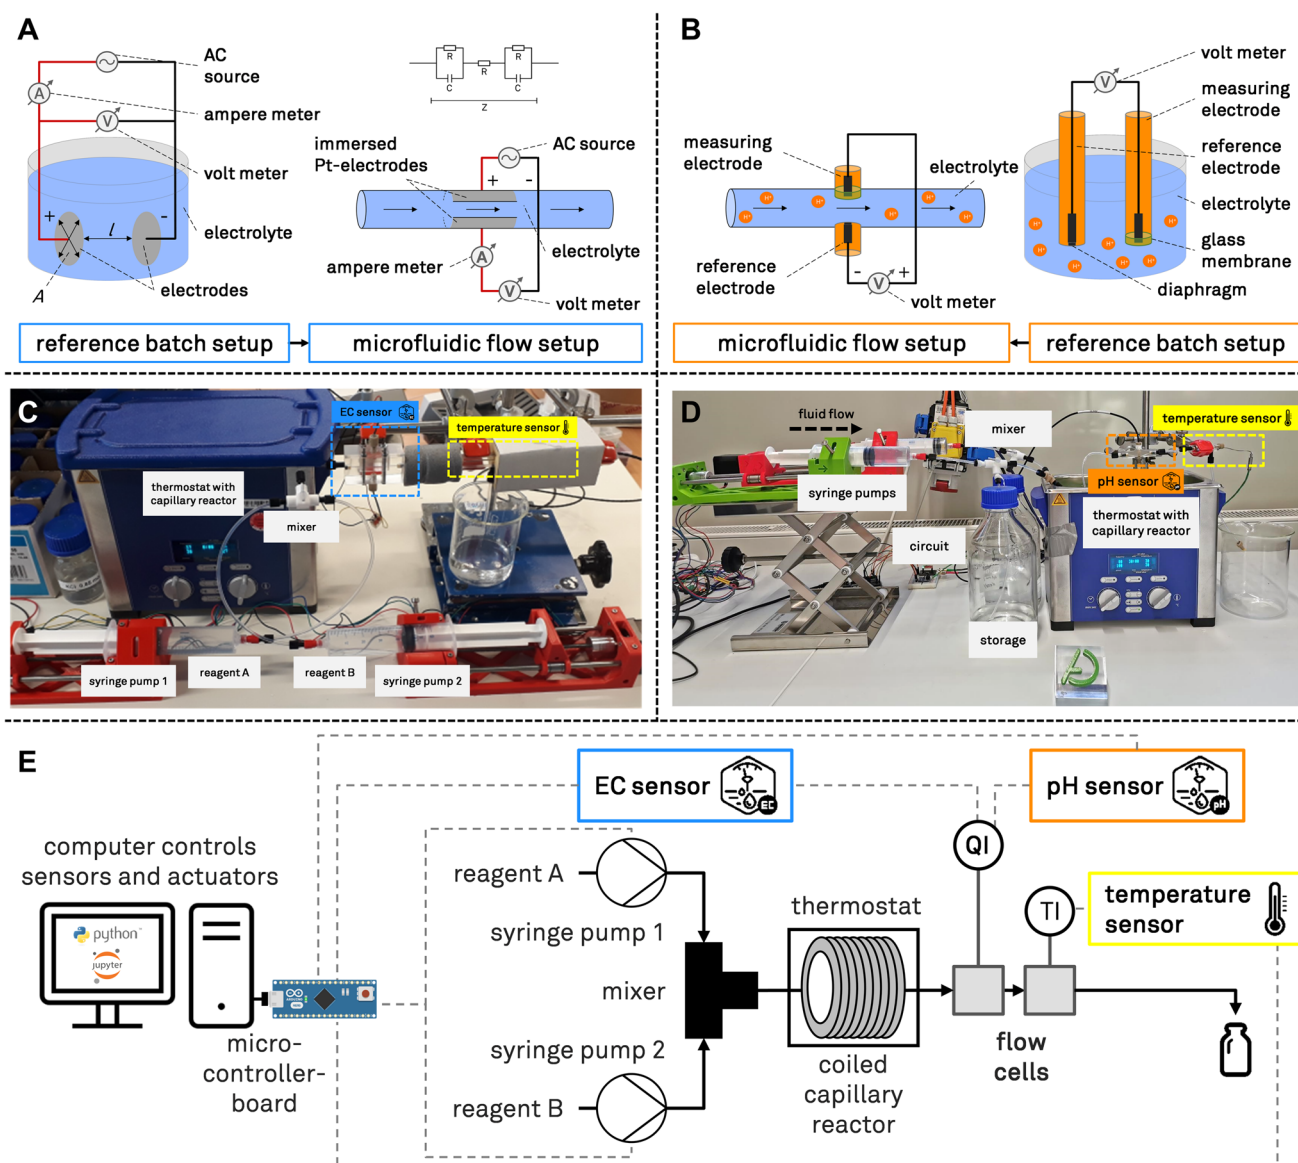 A
AC
source
A
ampere meter
V
volt meter
+
-
l
electrolyte
A
electrodes
R
R
R
C
C
Z
immersed
Pt-electrodes
AC source
+
-
A
ampere meter
electrolyte
V
volt meter
reference batch setup
microfluidic flow setup
B
measuring
electrode
electrolyte
H⁺
H⁺
H⁺
H⁺
H⁺
H⁺
reference
electrode
-
V
+
volt meter
V
volt meter
measuring
electrode
reference
electrode
electrolyte
glass
membrane
diaphragm
H⁺
H⁺
H⁺
H⁺
H⁺
H⁺
microfluidic flow setup
reference batch setup
C
EC sensor
temperature sensor
thermostat with
capillary reactor
mixer
syringe pump 1
reagent A
reagent B
syringe pump 2
D
fluid flow
mixer
temperature sensor
syringe pumps
pH sensor
thermostat with
capillary reactor
circuit
storage
E
EC sensor
EC
pH sensor
pH
QI
computer controls
sensors and actuators
python
jupyter
ARDUINO
micro-
controller-
board
reagent A
syringe pump 1
mixer
syringe pump 2
reagent B
thermostat
coiled
capillary
reactor
TI
temperature
sensor
flow
cells